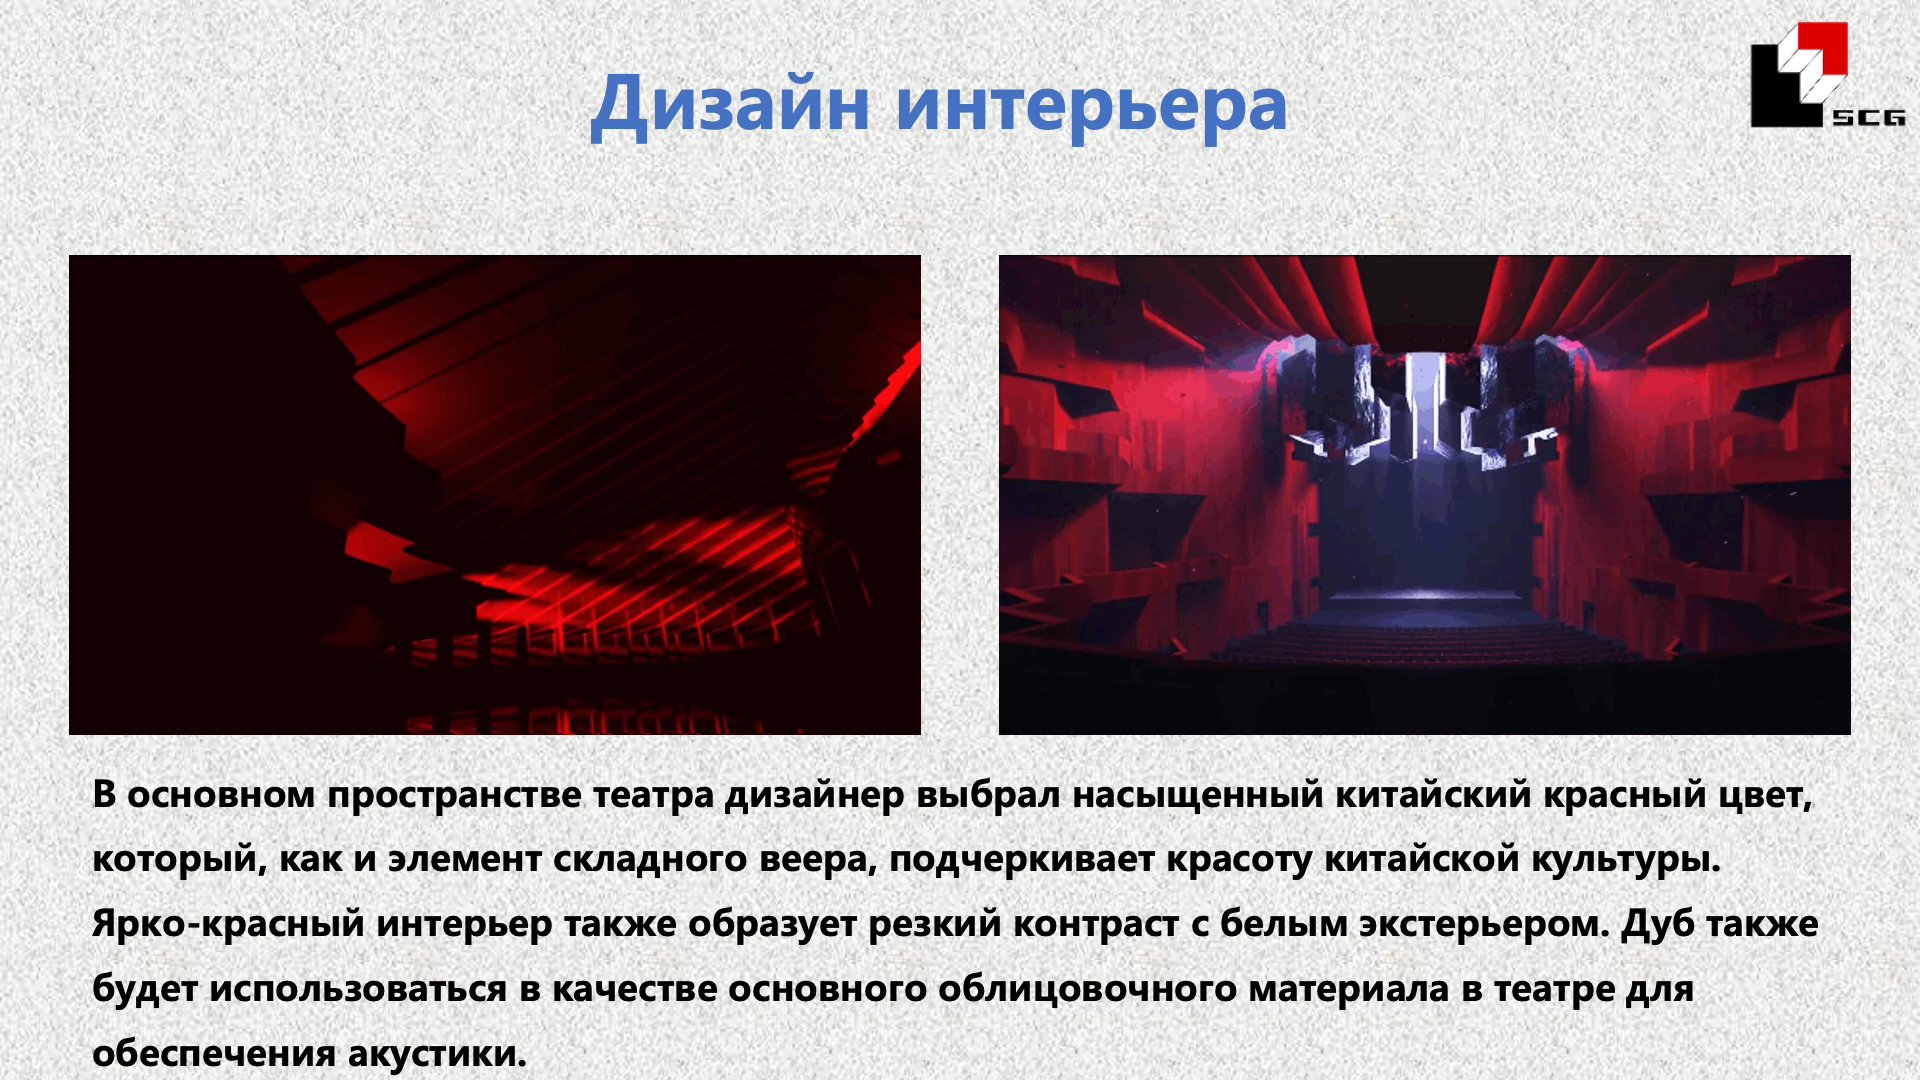 Дизайн интерьера
SCG
В основном пространстве театра дизайнер выбрал насыщенный китайский красный цвет,
который, как и элемент складного веера, подчеркивает красоту китайской культуры.
Ярко-красный интерьер также образует резкий контраст с белым экстерьером. Дуб также
будет использоваться в качестве основного облицовочного материала в театре для
обеспечения акустики.